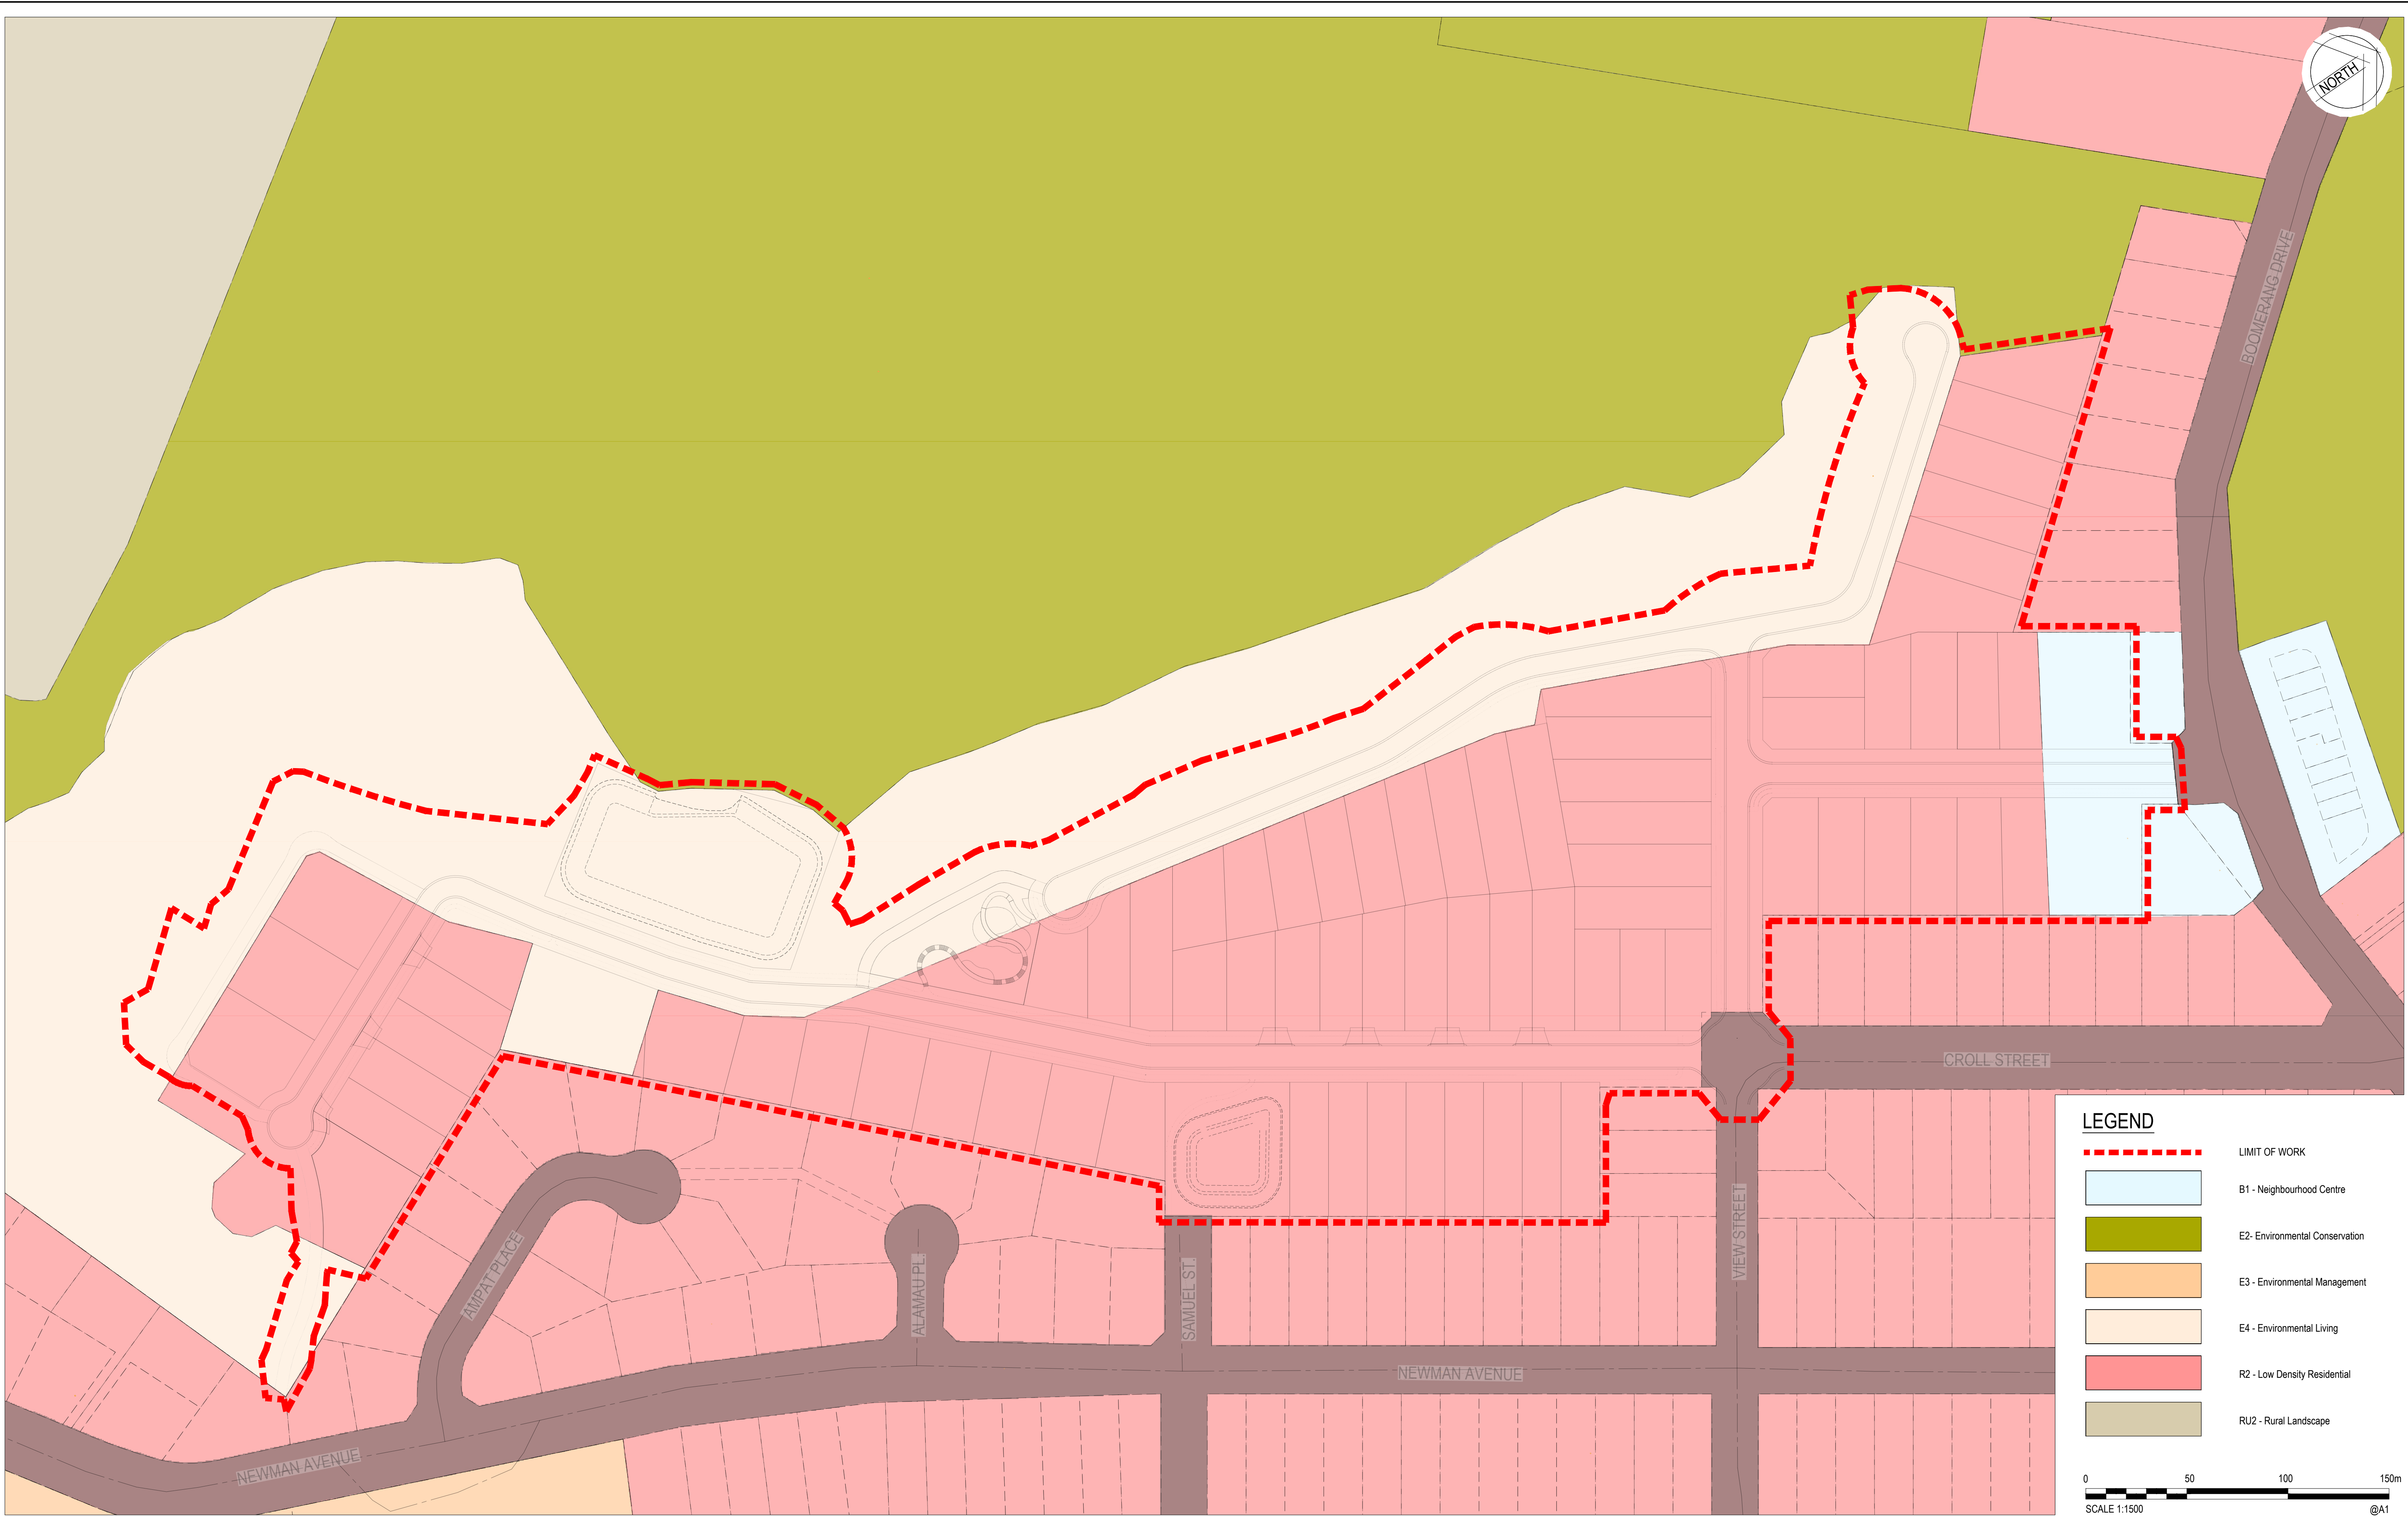 NORTH
BOOMERANG DRIVE
CROLL STREET
VIEW STREET
AMPAT PLACE
ALAMAU PL.
SAMUEL ST.
NEWMAN AVENUE
NEWMAN AVENUE
LEGEND
LIMIT OF WORK
B1 - Neighbourhood Centre
E2- Environmental Conservation
E3 - Environmental Management
E4 - Environmental Living
R2 - Low Density Residential
RU2 - Rural Landscape
0 50 100 150m
SCALE 1:1500 @A1